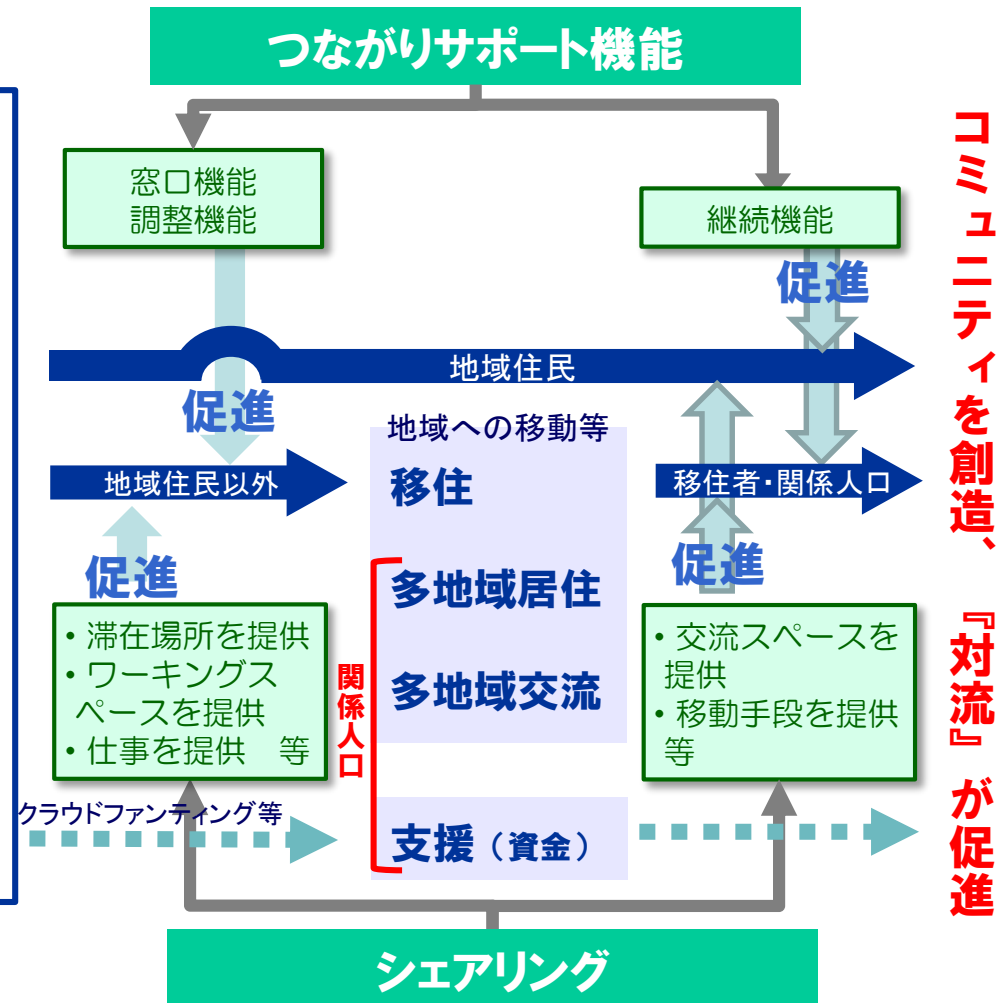 つながりサポート機能
窓口機能
調整機能
継続機能
促進
地域住民
促進
地域への移動等
地域住民以外
移住
移住者・関係人口
促進
促進
多地域居住
多地域交流
関係人口
・滞在場所を提供
・ワーキングス
ペースを提供
・仕事を提供　等
・交流スペースを
提供
・移動手段を提供
等
クラウドファンティング等
支援（資金）
シェアリング
コミュニティを創造、『対流』が促進